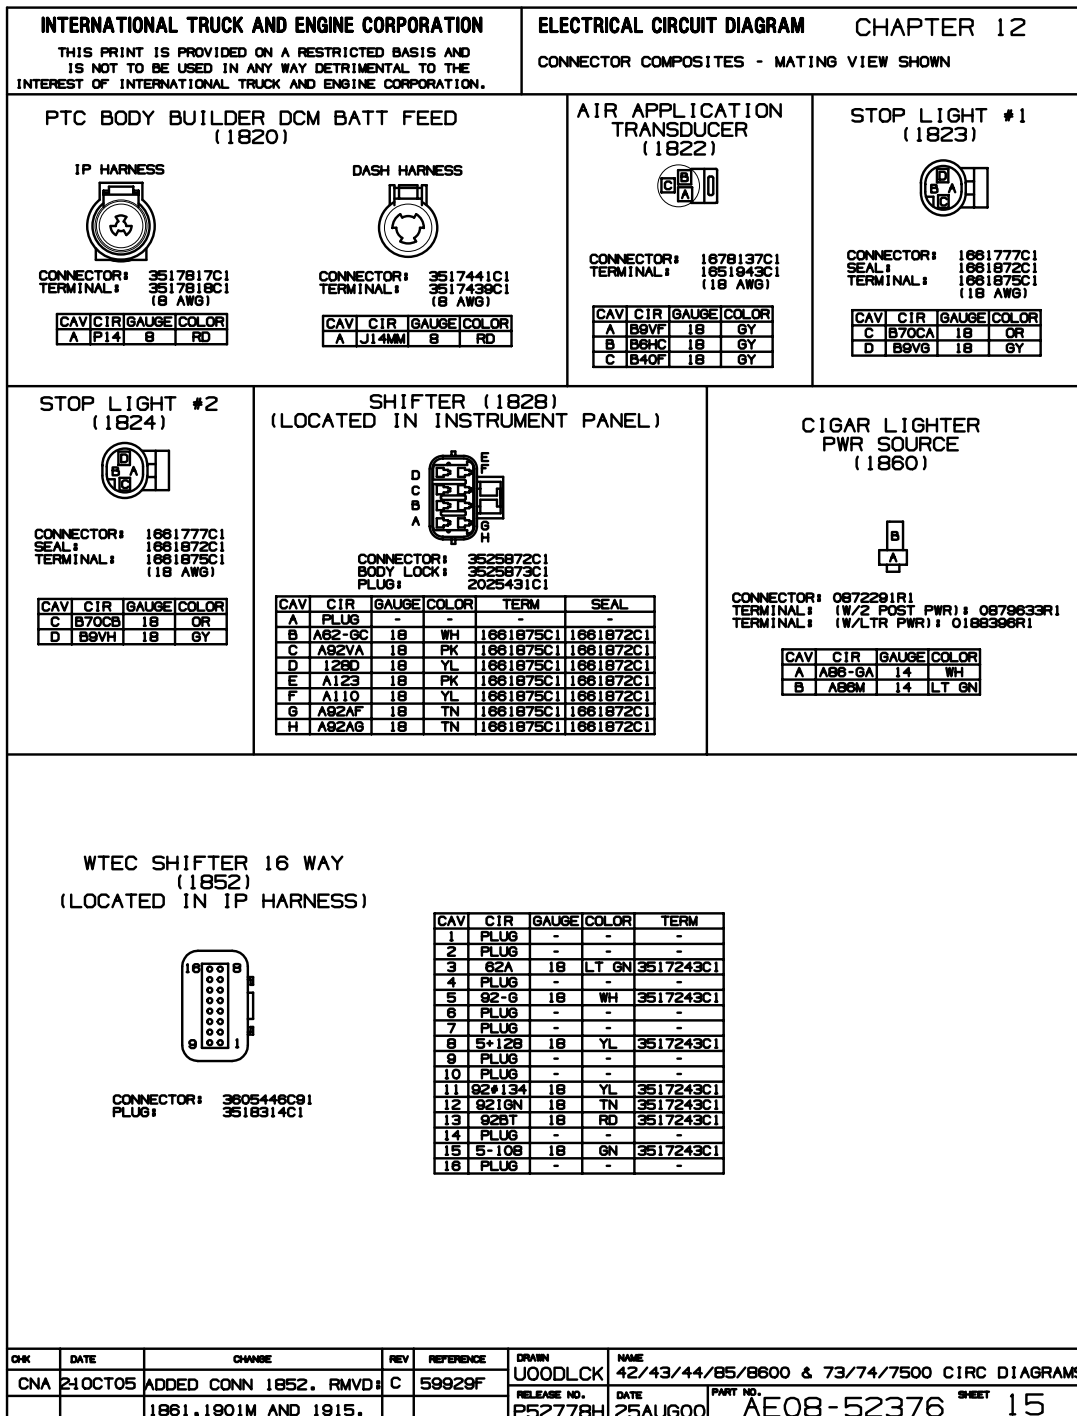 INTERNATIONAL TRUCK AND ENGINE CORPORATION
THIS PRINT IS PROVIDED ON A RESTRICTED BASIS AND
IS NOT TO BE USED IN ANY WAY DETRIMENTAL TO THE
INTEREST OF INTERNATIONAL TRUCK AND ENGINE CORPORATION.
ELECTRICAL CIRCUIT DIAGRAM CHAPTER 12
CONNECTOR COMPOSITES - MATING VIEW SHOWN
PTC BODY BUILDER DCM BATT FEED
(1820)
IP HARNESS
CONNECTOR: 3517817C1
TERMINAL: 3517818C1
(8 AWG)
CAV CIR GAUGE COLOR
A P14 8 RD
DASH HARNESS
CONNECTOR: 3517441C1
TERMINAL: 3517439C1
(8 AWG)
CAV CIR GAUGE COLOR
A J14MM 8 RD
AIR APPLICATION
TRANSDUCER
(1822)
C B
A
CONNECTOR: 1678137C1
TERMINAL: 1651943C1
(18 AWG)
CAV CIR GAUGE COLOR
A B9VF 18 GY
B B6HC 18 GY
C B40F 18 GY
STOP LIGHT #1
(1823)
D
B A
C
CONNECTOR: 1661777C1
SEAL: 1661872C1
TERMINAL: 1661875C1
(18 AWG)
CAV CIR GAUGE COLOR
C B70CA 18 OR
D B9VG 18 GY
STOP LIGHT #2
(1824)
D
B A
C
CONNECTOR: 1661777C1
SEAL: 1661872C1
TERMINAL: 1661875C1
(18 AWG)
CAV CIR GAUGE COLOR
C B70CB 18 OR
D B9VH 18 GY
SHIFTER (1828)
(LOCATED IN INSTRUMENT PANEL)
E
D F
C
B
A G
H
CONNECTOR: 3525872C1
BODY LOCK: 3525873C1
PLUG: 2025431C1
CAV CIR GAUGE COLOR TERM SEAL
A PLUG - - - -
B A62-GC 18 WH 1661875C1 1661872C1
C A92VA 18 PK 1661875C1 1661872C1
D 128D 18 YL 1661875C1 1661872C1
E A123 18 PK 1661875C1 1661872C1
F A110 18 YL 1661875C1 1661872C1
G A92AF 18 TN 1661875C1 1661872C1
H A92AG 18 TN 1661875C1 1661872C1
CIGAR LIGHTER
PWR SOURCE
(1860)
B
A
CONNECTOR: 0872291R1
TERMINAL: (W/2 POST PWR): 0879633R1
TERMINAL: (W/LTR PWR): 0188396R1
CAV CIR GAUGE COLOR
A A86-GA 14 WH
B A86M 14 LT GN
WTEC SHIFTER 16 WAY
(1852)
(LOCATED IN IP HARNESS)
16 8
9 1
CONNECTOR: 3605446C91
PLUG: 3518314C1
CAV CIR GAUGE COLOR TERM
1 PLUG - - -
2 PLUG - - -
3 62A 18 LT GN 3517243C1
4 PLUG - - -
5 92-G 18 WH 3517243C1
6 PLUG - - -
7 PLUG - - -
8 5+128 18 YL 3517243C1
9 PLUG - - -
10 PLUG - - -
11 92#134 18 YL 3517243C1
12 92IGN 18 TN 3517243C1
13 92BT 18 RD 3517243C1
14 PLUG - - -
15 5-108 18 GN 3517243C1
16 PLUG - - -
CHK DATE CHANGE REV REFERENCE
CNA 21OCT05 ADDED CONN 1852. RMVD: C 59929F
1861,1901M AND 1915.
DRAWN UOODLCK
NAME 42/43/44/85/8600 & 73/74/7500 CIRC DIAGRAMS
RELEASE NO. P52778H
DATE 25AUG00
PART NO. AE08-52376
SHEET 15